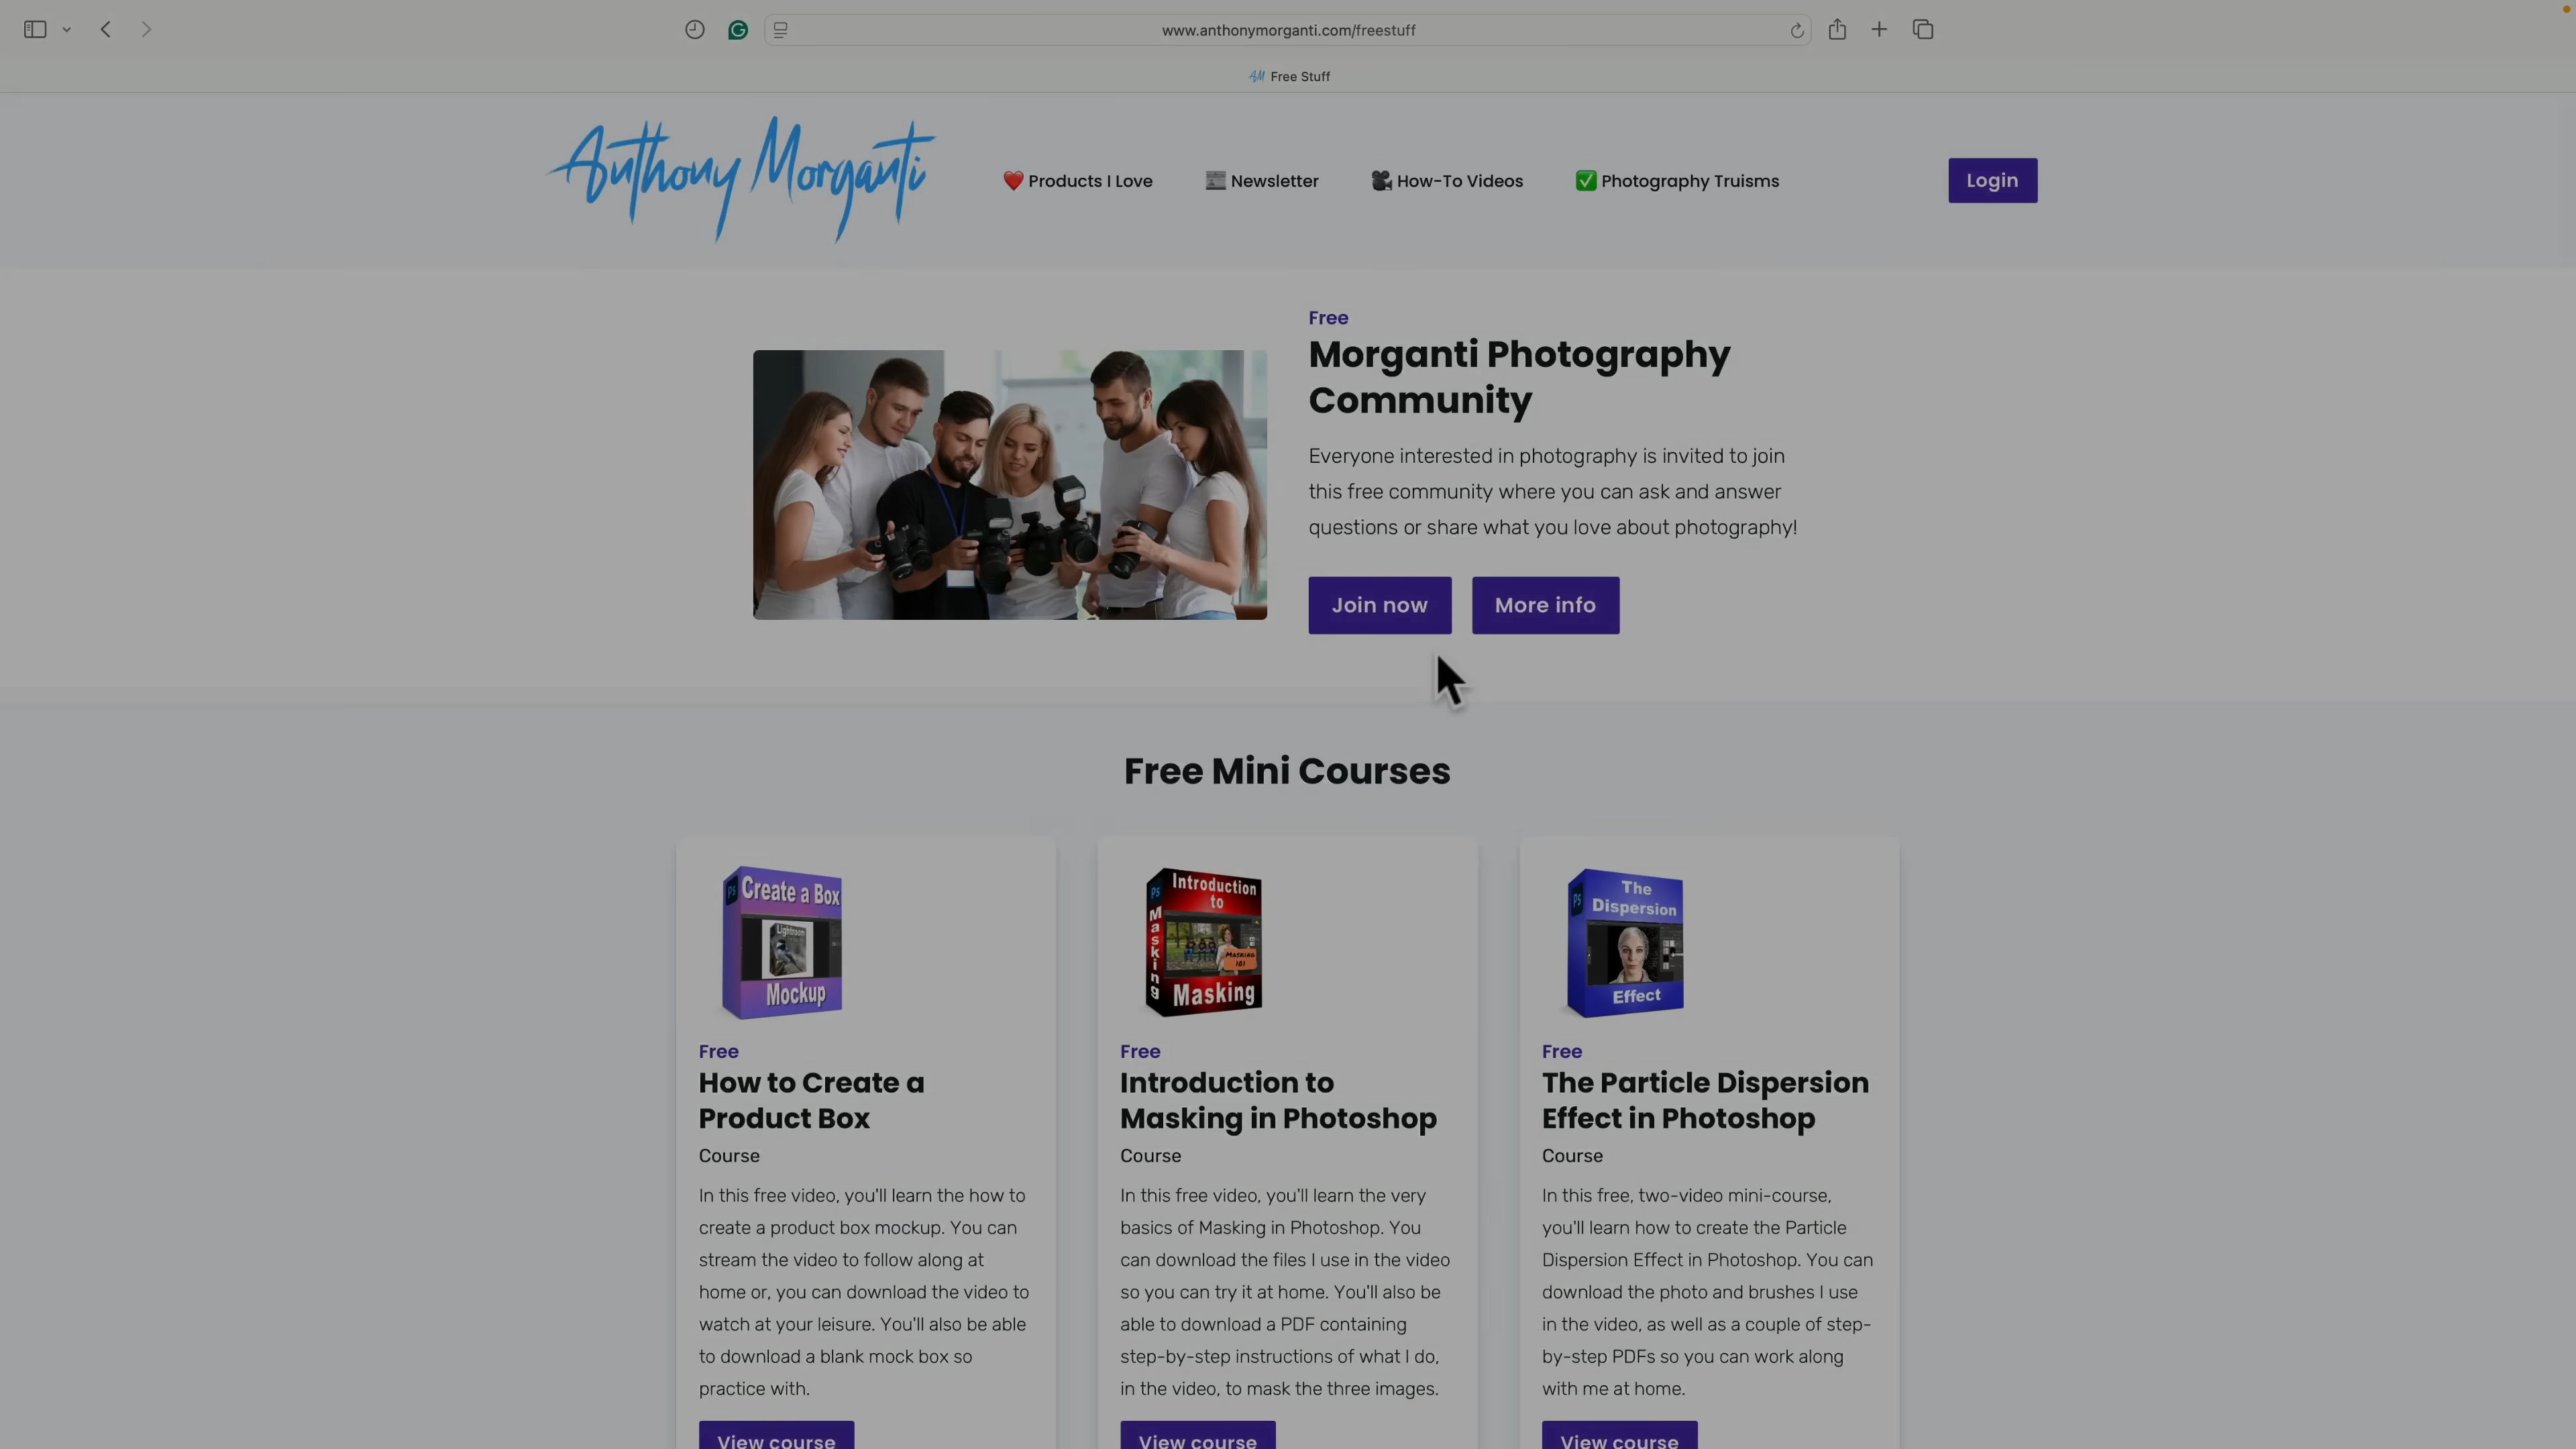 www.anthonymorganti.com/freestuff
Free Stuff
Anthony Morganti
Products I Love
Newsletter
How-To Videos
Photography Truisms
Login
Free
Morganti Photography
Community
Everyone interested in photography is invited to join
this free community where you can ask and answer
questions or share what you love about photography!
Join now
More info
Free Mini Courses
Ps
Create a Box
Lightroom
Mockup
Free
How to Create a
Product Box
Course
In this free video, you'll learn the how to
create a product box mockup. You can
stream the video to follow along at
home or, you can download the video to
watch at your leisure. You'll also be able
to download a blank mock box so
practice with.
View course
Ps
Masking
Introduction
to
MASKING
101
Masking
Free
Introduction to
Masking in Photoshop
Course
In this free video, you'll learn the very
basics of Masking in Photoshop. You
can download the files I use in the video
so you can try it at home. You'll also be
able to download a PDF containing
step-by-step instructions of what I do,
in the video, to mask the three images.
View course
Ps
The
Dispersion
Effect
Free
The Particle Dispersion
Effect in Photoshop
Course
In this free, two-video mini-course,
you'll learn how to create the Particle
Dispersion Effect in Photoshop. You can
download the photo and brushes I use
in the video, as well as a couple of step-
by-step PDFs so you can work along
with me at home.
View course